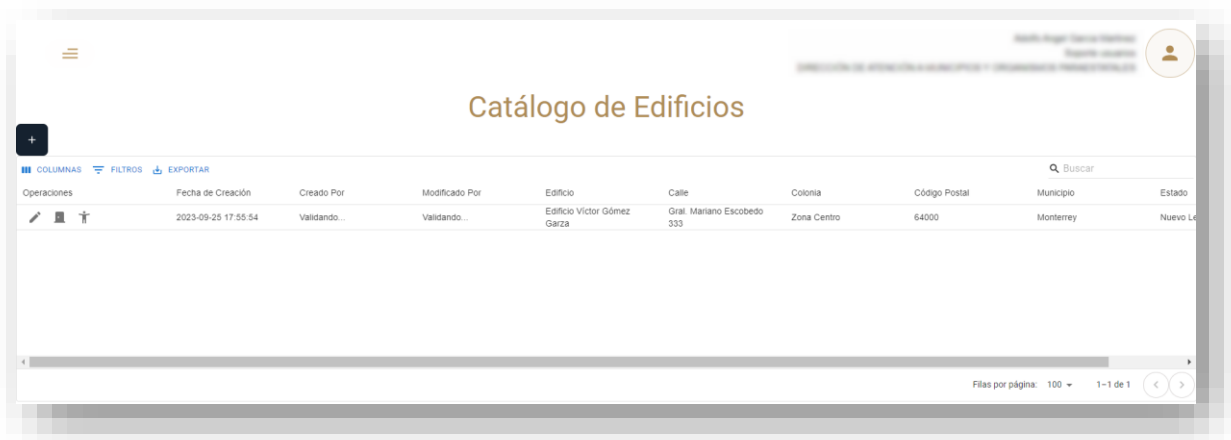 Catálogo de Edificios
+
COLUMNAS FILTROS EXPORTAR Buscar
Operaciones Fecha de Creación Creado Por Modificado Por Edificio Calle Colonia Código Postal Municipio Estado
2023-09-25 17:55:54 Validando... Validando... Edificio Víctor Gómez Gral. Mariano Escobedo Zona Centro 64000 Monterrey Nuevo Le
Garza 333
Filas por página: 100 1–1 de 1